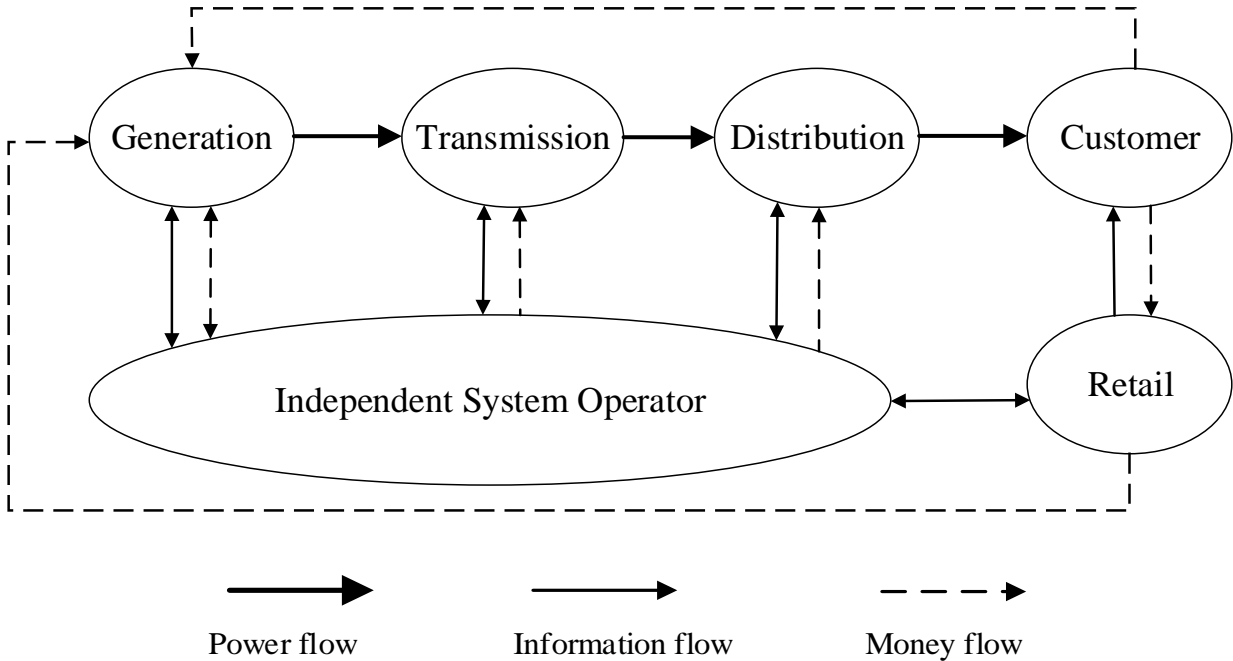 Generation
Transmission
Distribution
Customer
Independent System Operator
Retail
Power flow
Information flow
Money flow